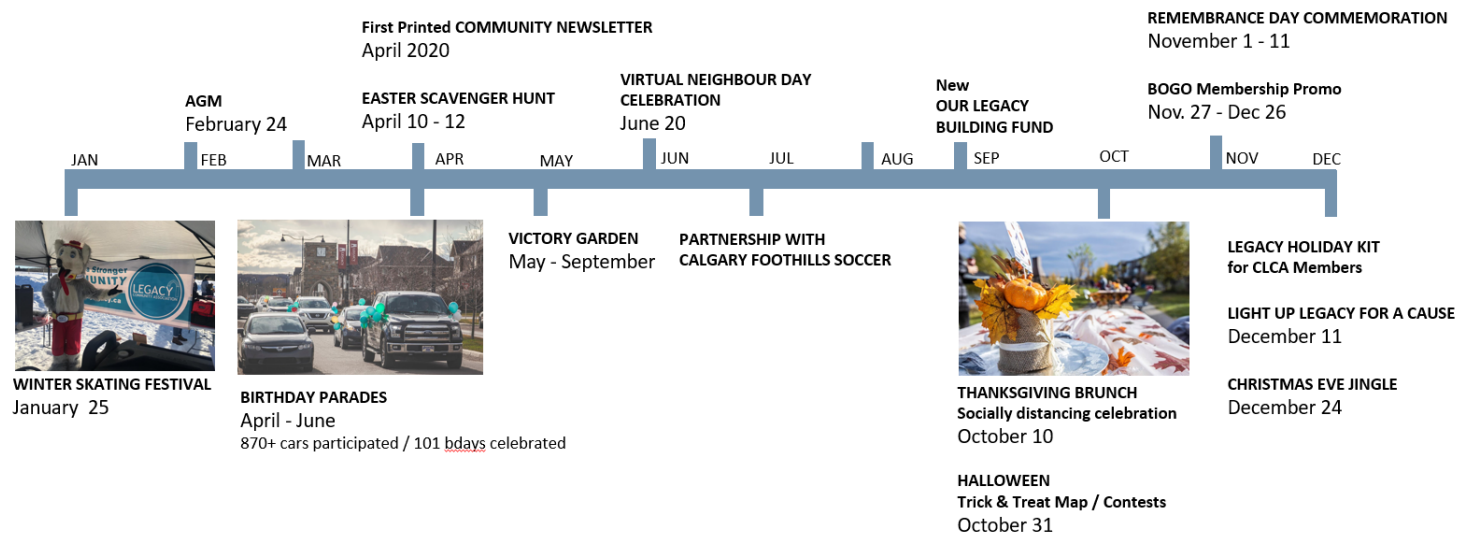 First Printed COMMUNITY NEWSLETTER
April 2020
REMEMBRANCE DAY COMMEMORATION
November 1 - 11
AGM
February 24
EASTER SCAVENGER HUNT
April 10 - 12
VIRTUAL NEIGHBOUR DAY
CELEBRATION
June 20
New
OUR LEGACY
BUILDING FUND
BOGO Membership Promo
Nov. 27 - Dec 26
JAN
FEB
MAR
APR
MAY
JUN
JUL
AUG
SEP
OCT
NOV
DEC
Stronger
LEGACY
WINTER SKATING FESTIVAL
January 25
BIRTHDAY PARADES
April - June
870+ cars participated / 101 bdays celebrated
VICTORY GARDEN
May - September
PARTNERSHIP WITH
CALGARY FOOTHILLS SOCCER
THANKSGIVING BRUNCH
Socially distancing celebration
October 10
HALLOWEEN
Trick & Treat Map / Contests
October 31
LEGACY HOLIDAY KIT
for CLCA Members
LIGHT UP LEGACY FOR A CAUSE
December 11
CHRISTMAS EVE JINGLE
December 24